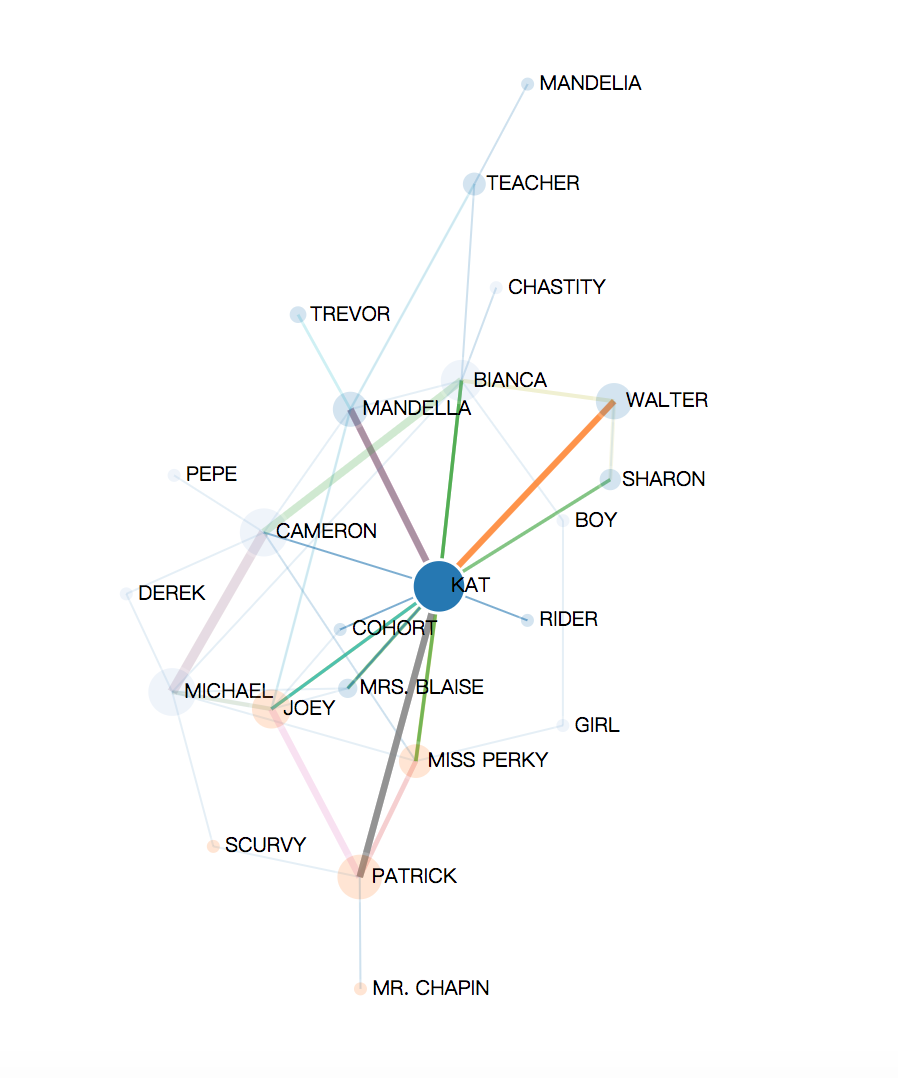 MANDELIA
TEACHER
CHASTITY
TREVOR
BIANCA
WALTER
MANDELLA
PEPE
SHARON
BOY
CAMERON
KAT
DEREK
RIDER
COHORT
MRS. BLAISE
MICHAEL
JOEY
GIRL
MISS PERKY
SCURVY
PATRICK
MR. CHAPIN